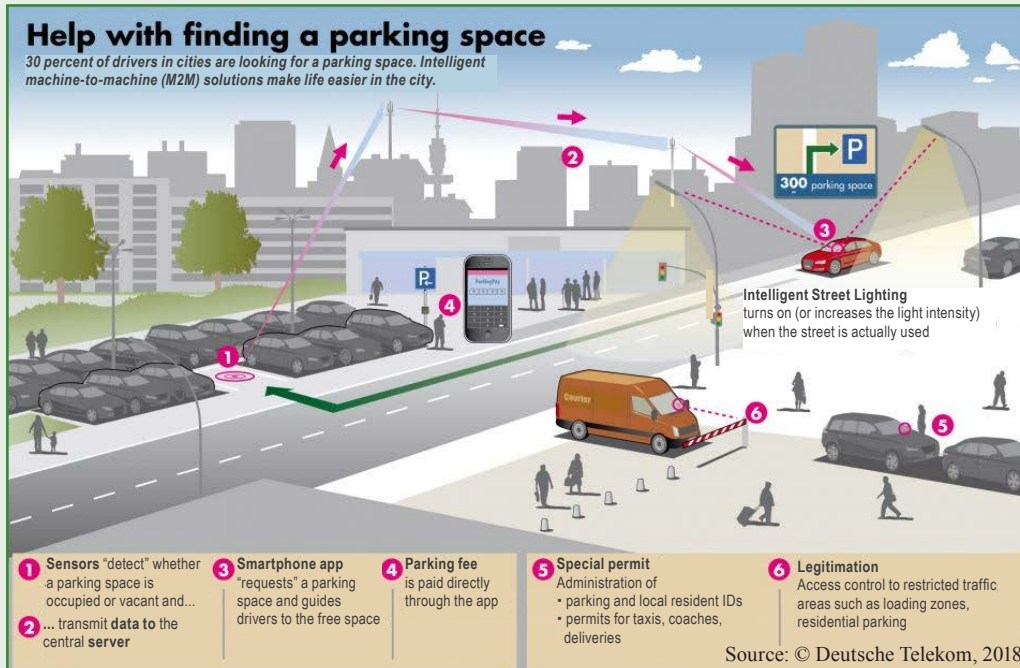 Help with finding a parking space
30 percent of drivers in cities are looking for a parking space. Intelligent
machine-to-machine (M2M) solutions make life easier in the city.
2
P
300 parking space
3
P
4
Intelligent Street Lighting
turns on (or increases the light intensity)
when the street is actually used
1
Courier
6
5
1 Sensors “detect” whether
a parking space is
occupied or vacant and...
2 ... transmit data to the
central server
3 Smartphone app
“requests” a parking
space and guides
drivers to the free space
4 Parking fee
is paid directly
through the app
5 Special permit
Administration of
• parking and local resident IDs
• permits for taxis, coaches,
deliveries
6 Legitimation
Access control to restricted traffic
areas such as loading zones,
residential parking
Source: © Deutsche Telekom, 2018